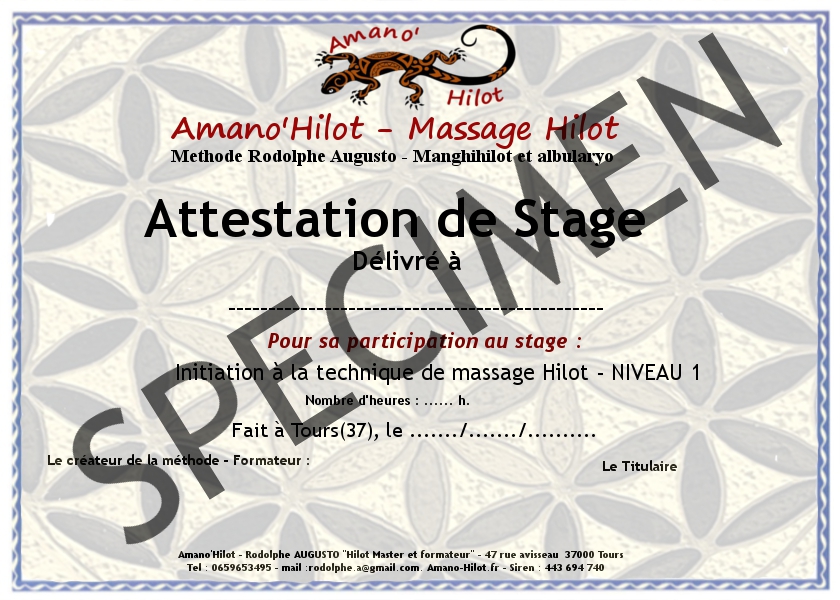 Amano'
Hilot
Amano'Hilot - Massage Hilot
Methode Rodolphe Augusto - Manghihilot et albularyo
Attestation de Stage
Délivré à
-----------------------------------------------
Pour sa participation au stage :
Initiation à la technique de massage Hilot - NIVEAU 1
Nombre d'heures : ...... h.
Fait à Tours(37), le ......./......./..........
Le créateur de la méthode - Formateur :
Le Titulaire
SPECIMEN
Amano'Hilot - Rodolphe AUGUSTO "Hilot Master et formateur" - 47 rue avisseau 37000 Tours
Tel : 0659653495 - mail :rodolphe.a@gmail.com. Amano-Hilot.fr - Siren : 443 694 740